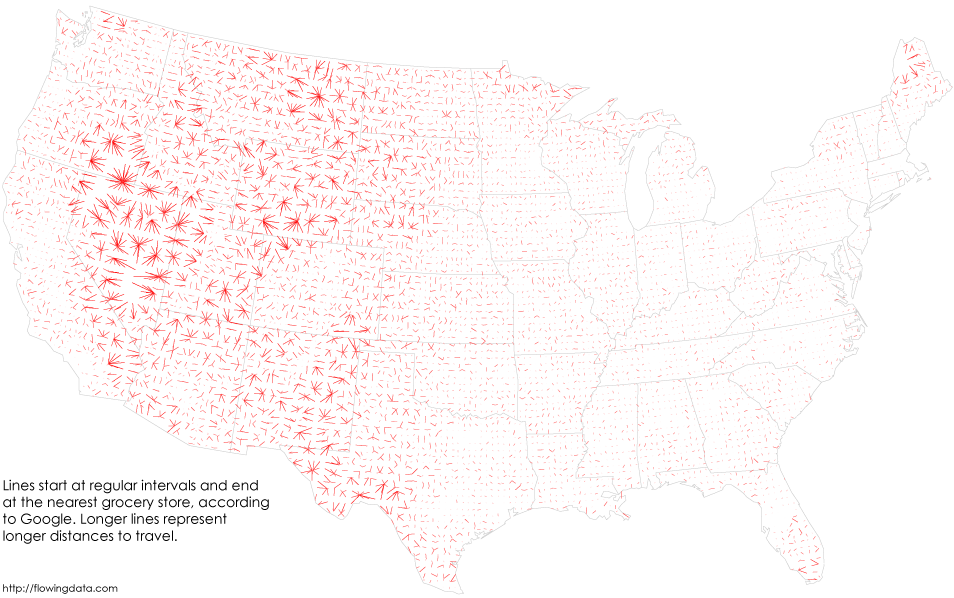 Lines start at regular intervals and end
at the nearest grocery store, according
to Google. Longer lines represent
longer distances to travel.
http://flowingdata.com